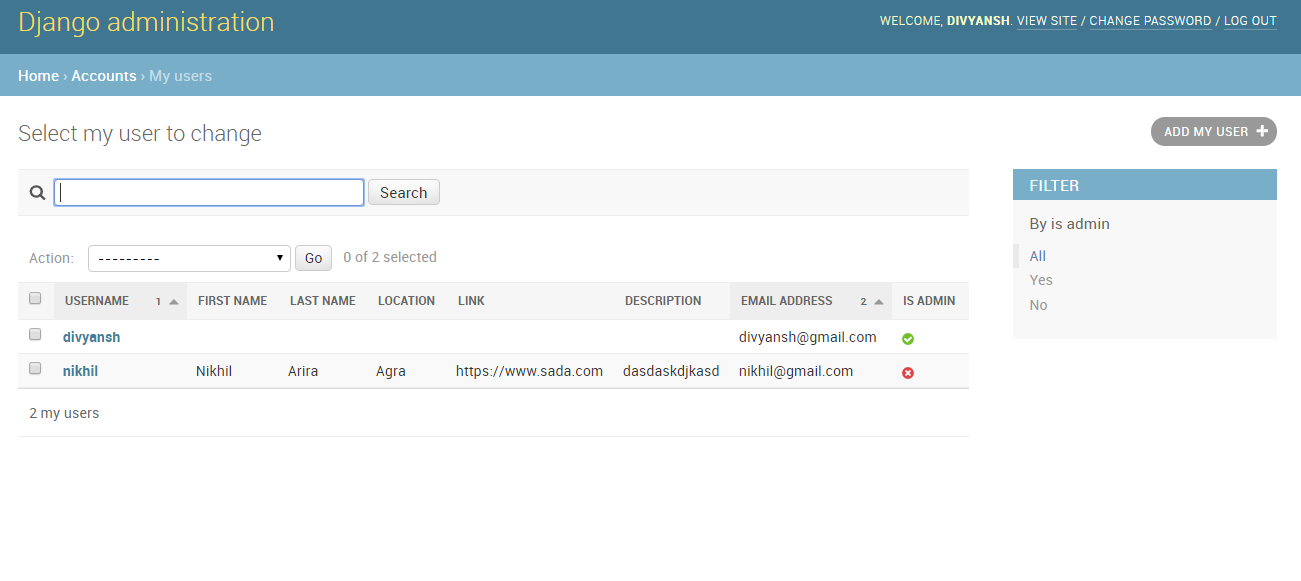 Django administration
WELCOME, DIVYANSH. VIEW SITE / CHANGE PASSWORD / LOG OUT
Home › Accounts › My users
Select my user to change
ADD MY USER +
Search
FILTER
By is admin
All
Yes
No
Action: --------- Go 0 of 2 selected
USERNAME 1 FIRST NAME LAST NAME LOCATION LINK DESCRIPTION EMAIL ADDRESS 2 IS ADMIN
divyansh divyansh@gmail.com
nikhil Nikhil Arira Agra https://www.sada.com dasdaskdjkasd nikhil@gmail.com
2 my users